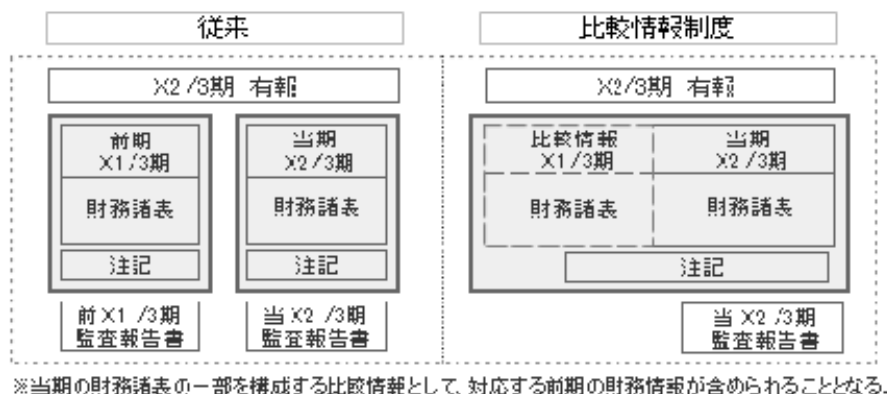 従来
比較情報制度
X2/3期 有報
X2/3期 有報
前期
X1/3期
財務諸表
注記
当期
X2/3期
財務諸表
注記
比較情報
X1/3期
財務諸表
当期
X2/3期
財務諸表
注記
前X1/3期
監査報告書
当X2/3期
監査報告書
当X2/3期
監査報告書
※当期の財務諸表の一部を構成する比較情報として、対応する前期の財務情報が含められることとなる。